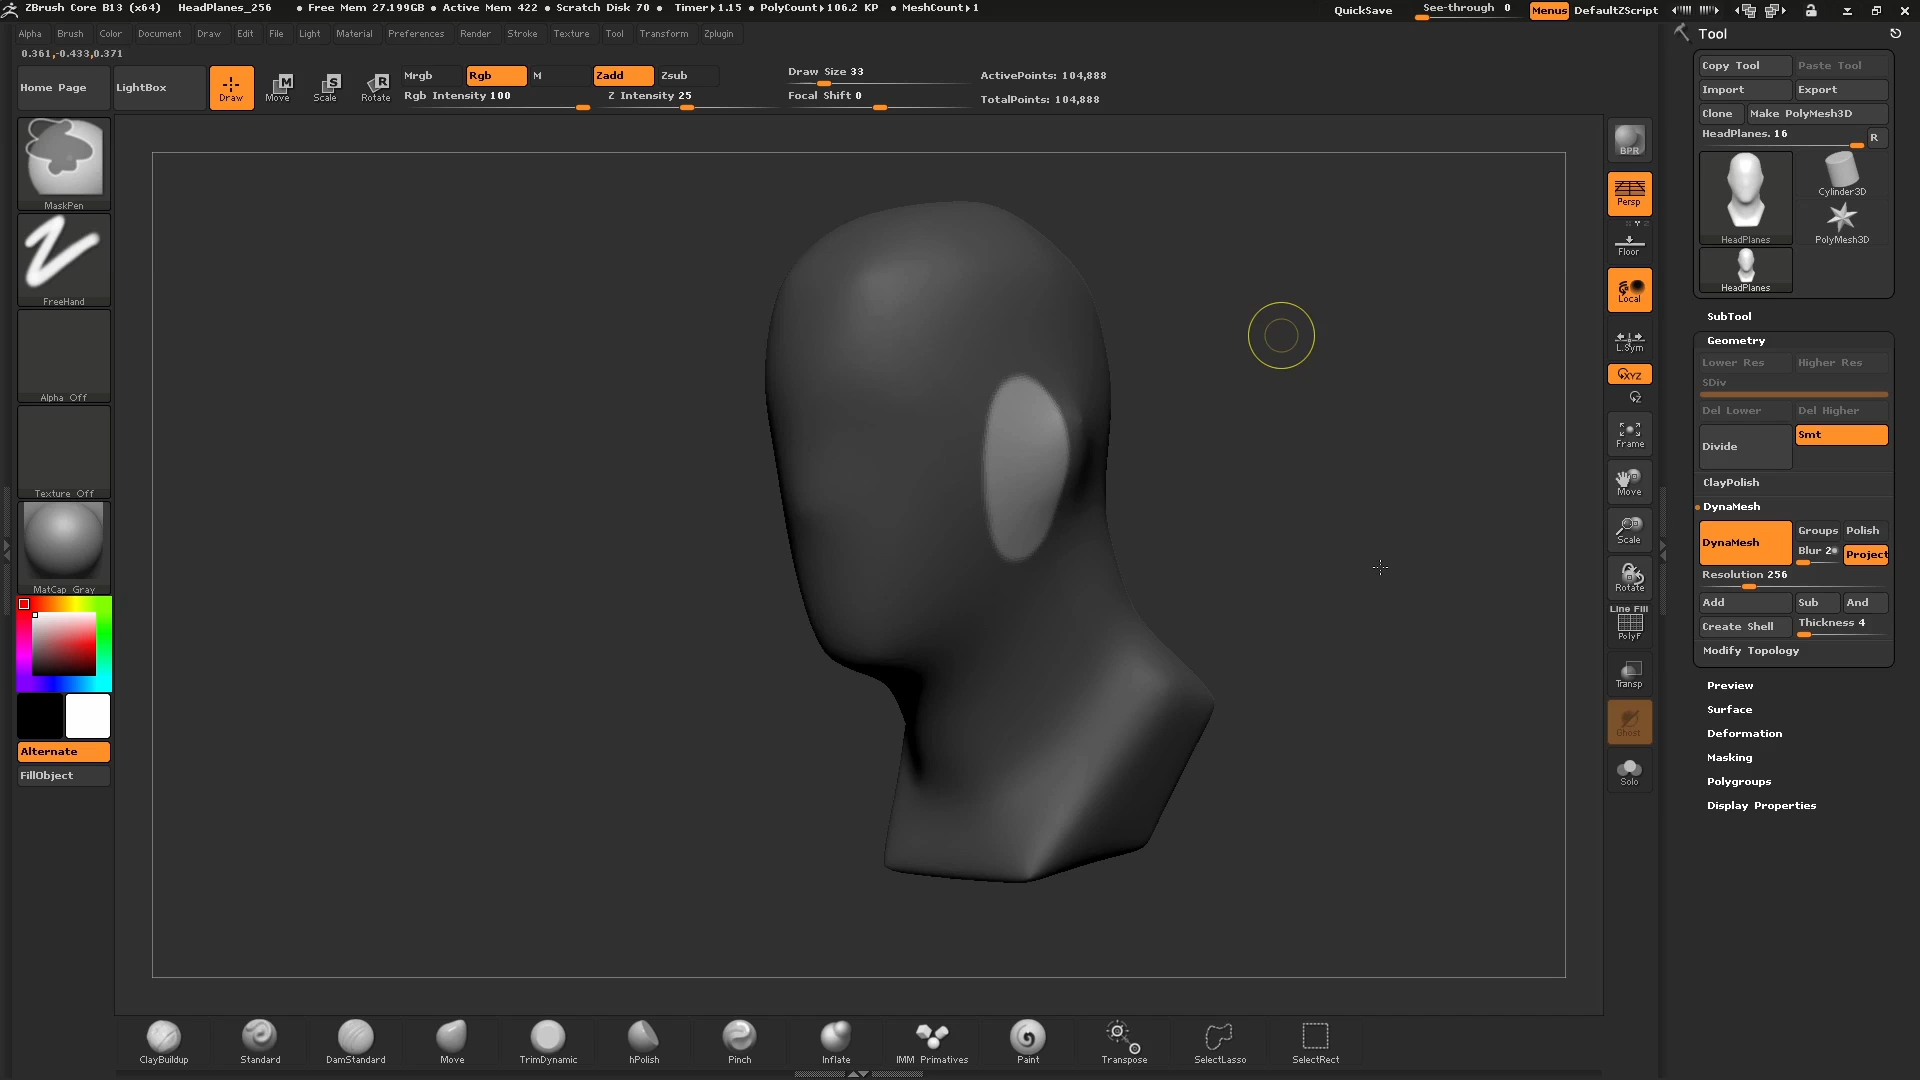 ZBrush Core B13 (x64) HeadPlanes_256 • Free Mem 27.199GB • Active Mem 422 • Scratch Disk 70 • Timer▸1.15 • PolyCount▸106.2 KP • MeshCount▸1 QuickSave See-through 0 Menus DefaultZScript
Alpha Brush Color Document Draw Edit File Light Material Preferences Render Stroke Texture Tool Transform Zplugin
0.361,-0.433,0.371
Home Page
LightBox
Draw
Move
Scale
Rotate
M
S
R
Mrgb Rgb M Zadd Zsub
Rgb Intensity 100 Z Intensity 25
Draw Size 33
Focal Shift 0
ActivePoints: 104,888
TotalPoints: 104,888
MaskPen
FreeHand
Alpha Off
Texture Off
MatCap Gray
Alternate
FillObject
BPR
Persp
Floor
Local
L.Sym
XYZ
Frame
Move
Scale
Rotate
Line Fill
PolyF
Transp
Ghost
Solo
Tool
Copy Tool Paste Tool
Import Export
Clone Make PolyMesh3D
HeadPlanes. 16 R
HeadPlanes
Cylinder3D
PolyMesh3D
HeadPlanes
SubTool
Geometry
Lower Res Higher Res
SDiv
Del Lower Del Higher
Divide Smt
ClayPolish
DynaMesh
DynaMesh
Groups Polish
Blur 2 Project
Resolution 256
Add Sub And
Create Shell Thickness 4
Modify Topology
Preview
Surface
Deformation
Masking
Polygroups
Display Properties
ClayBuildup Standard DamStandard Move TrimDynamic hPolish Pinch Inflate IMM Primitives Paint Transpose SelectLasso SelectRect